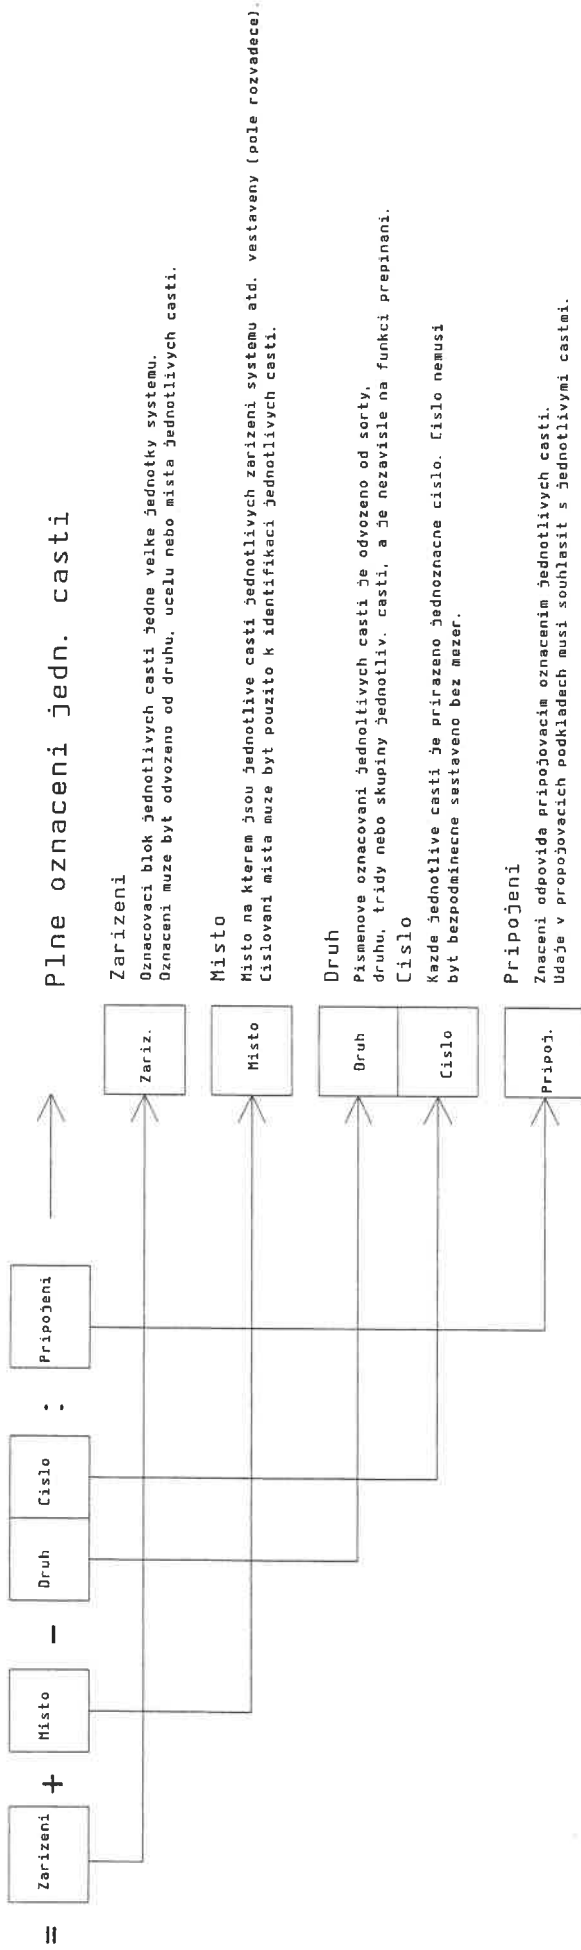 = Zarizeni + Misto - Druh Cislo : Pripojeni
Plne oznaceni jedn. casti
Zariz.
Zarizeni
Oznacovaci blok jednotlivych casti jedne velke jednotky systemu.
Oznaceni muze byt odvozeno od druhu, ucelu nebo mista jednotlivych casti.
Misto
Misto
Misto na kterem jsou jednotlive casti jednotlivych zarizeni systemu atd. vestaveny (pole rozvadece).
Cislovani mista muze byt pouzito k identifikaci jednotlivych casti.
Druh
Druh
Pismenove oznacovani jednoltivych casti je odvozeno od sorty,
druhu, tridy nebo skupiny jednotliv. casti, a je nezavisle na funkci prepinani.
Cislo
Cislo
Kazde jednotlive casti je prirazeno jednoznacne cislo. Cislo nemusi
byt bezpodminecne sestaveno bez mezer.
Pripoj.
Pripojeni
Znaceni odpovida pripojovacim oznacenim jednotlivych casti.
Udaje v propojovacich podkladech musi souhlasit s jednotlivymi castmi.